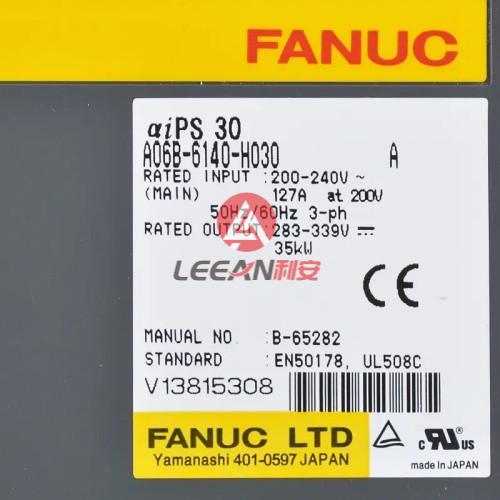 FANUC
αiPS 30
A06B-6140-H030 A
RATED INPUT : 200-240V ~
(MAIN) 127A at 200V
50Hz/60Hz 3-ph
RATED OUTPUT : 283-339V ⎓
35kW
LEEAN利安
CE
MANUAL NO : B-65282
STANDARD : EN50178, UL508C
V13815308
FANUC LTD
Yamanashi 401-0597 JAPAN
c UL US
made in JAPAN